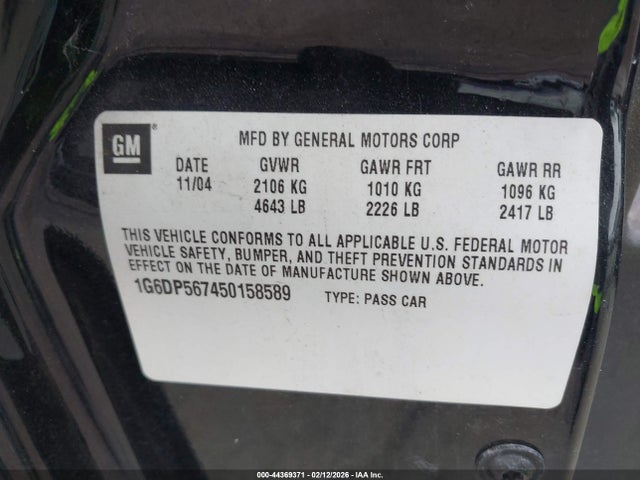 GM
MFD BY GENERAL MOTORS CORP
DATE GVWR GAWR FRT GAWR RR
11/04 2106 KG 1010 KG 1096 KG
4643 LB 2226 LB 2417 LB
THIS VEHICLE CONFORMS TO ALL APPLICABLE U.S. FEDERAL MOTOR
VEHICLE SAFETY, BUMPER, AND THEFT PREVENTION STANDARDS IN
EFFECT ON THE DATE OF MANUFACTURE SHOWN ABOVE.
1G6DP567450158589 TYPE: PASS CAR
000-44369371 - 02/12/2026 - IAA Inc.